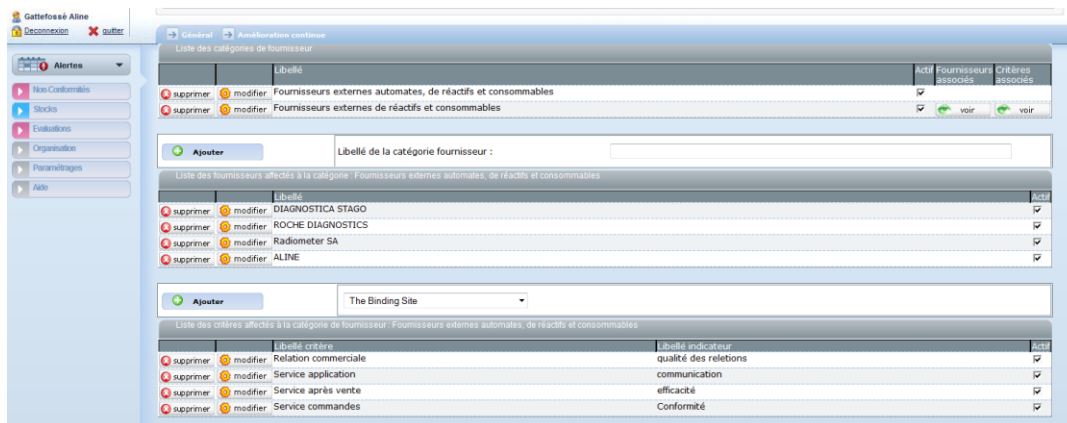 Gattefossé Aline
Deconnexion quitter
Général Amélioration continue
Alertes
Non Conformités
Stocks
Evaluations
Organisation
Paramétrages
Aide
Liste des catégories de fournisseur
Libellé Actif Fournisseurs associés Critères associés
supprimer modifier Fournisseurs externes automates, de réactifs et consommables
supprimer modifier Fournisseurs externes de réactifs et consommables voir voir
Ajouter Libellé de la catégorie fournisseur :
Liste des fournisseurs affectés à la catégorie : Fournisseurs externes automates, de réactifs et consommables
Libellé Actif
supprimer modifier DIAGNOSTICA STAGO
supprimer modifier ROCHE DIAGNOSTICS
supprimer modifier Radiometer SA
supprimer modifier ALINE
Ajouter The Binding Site
Liste des critères affectés à la catégorie de fournisseur : Fournisseurs externes automates, de réactifs et consommables
Libellé critère Libellé indicateur Actif
supprimer modifier Relation commerciale qualité des reletions
supprimer modifier Service application communication
supprimer modifier Service après vente efficacité
supprimer modifier Service commandes Conformité